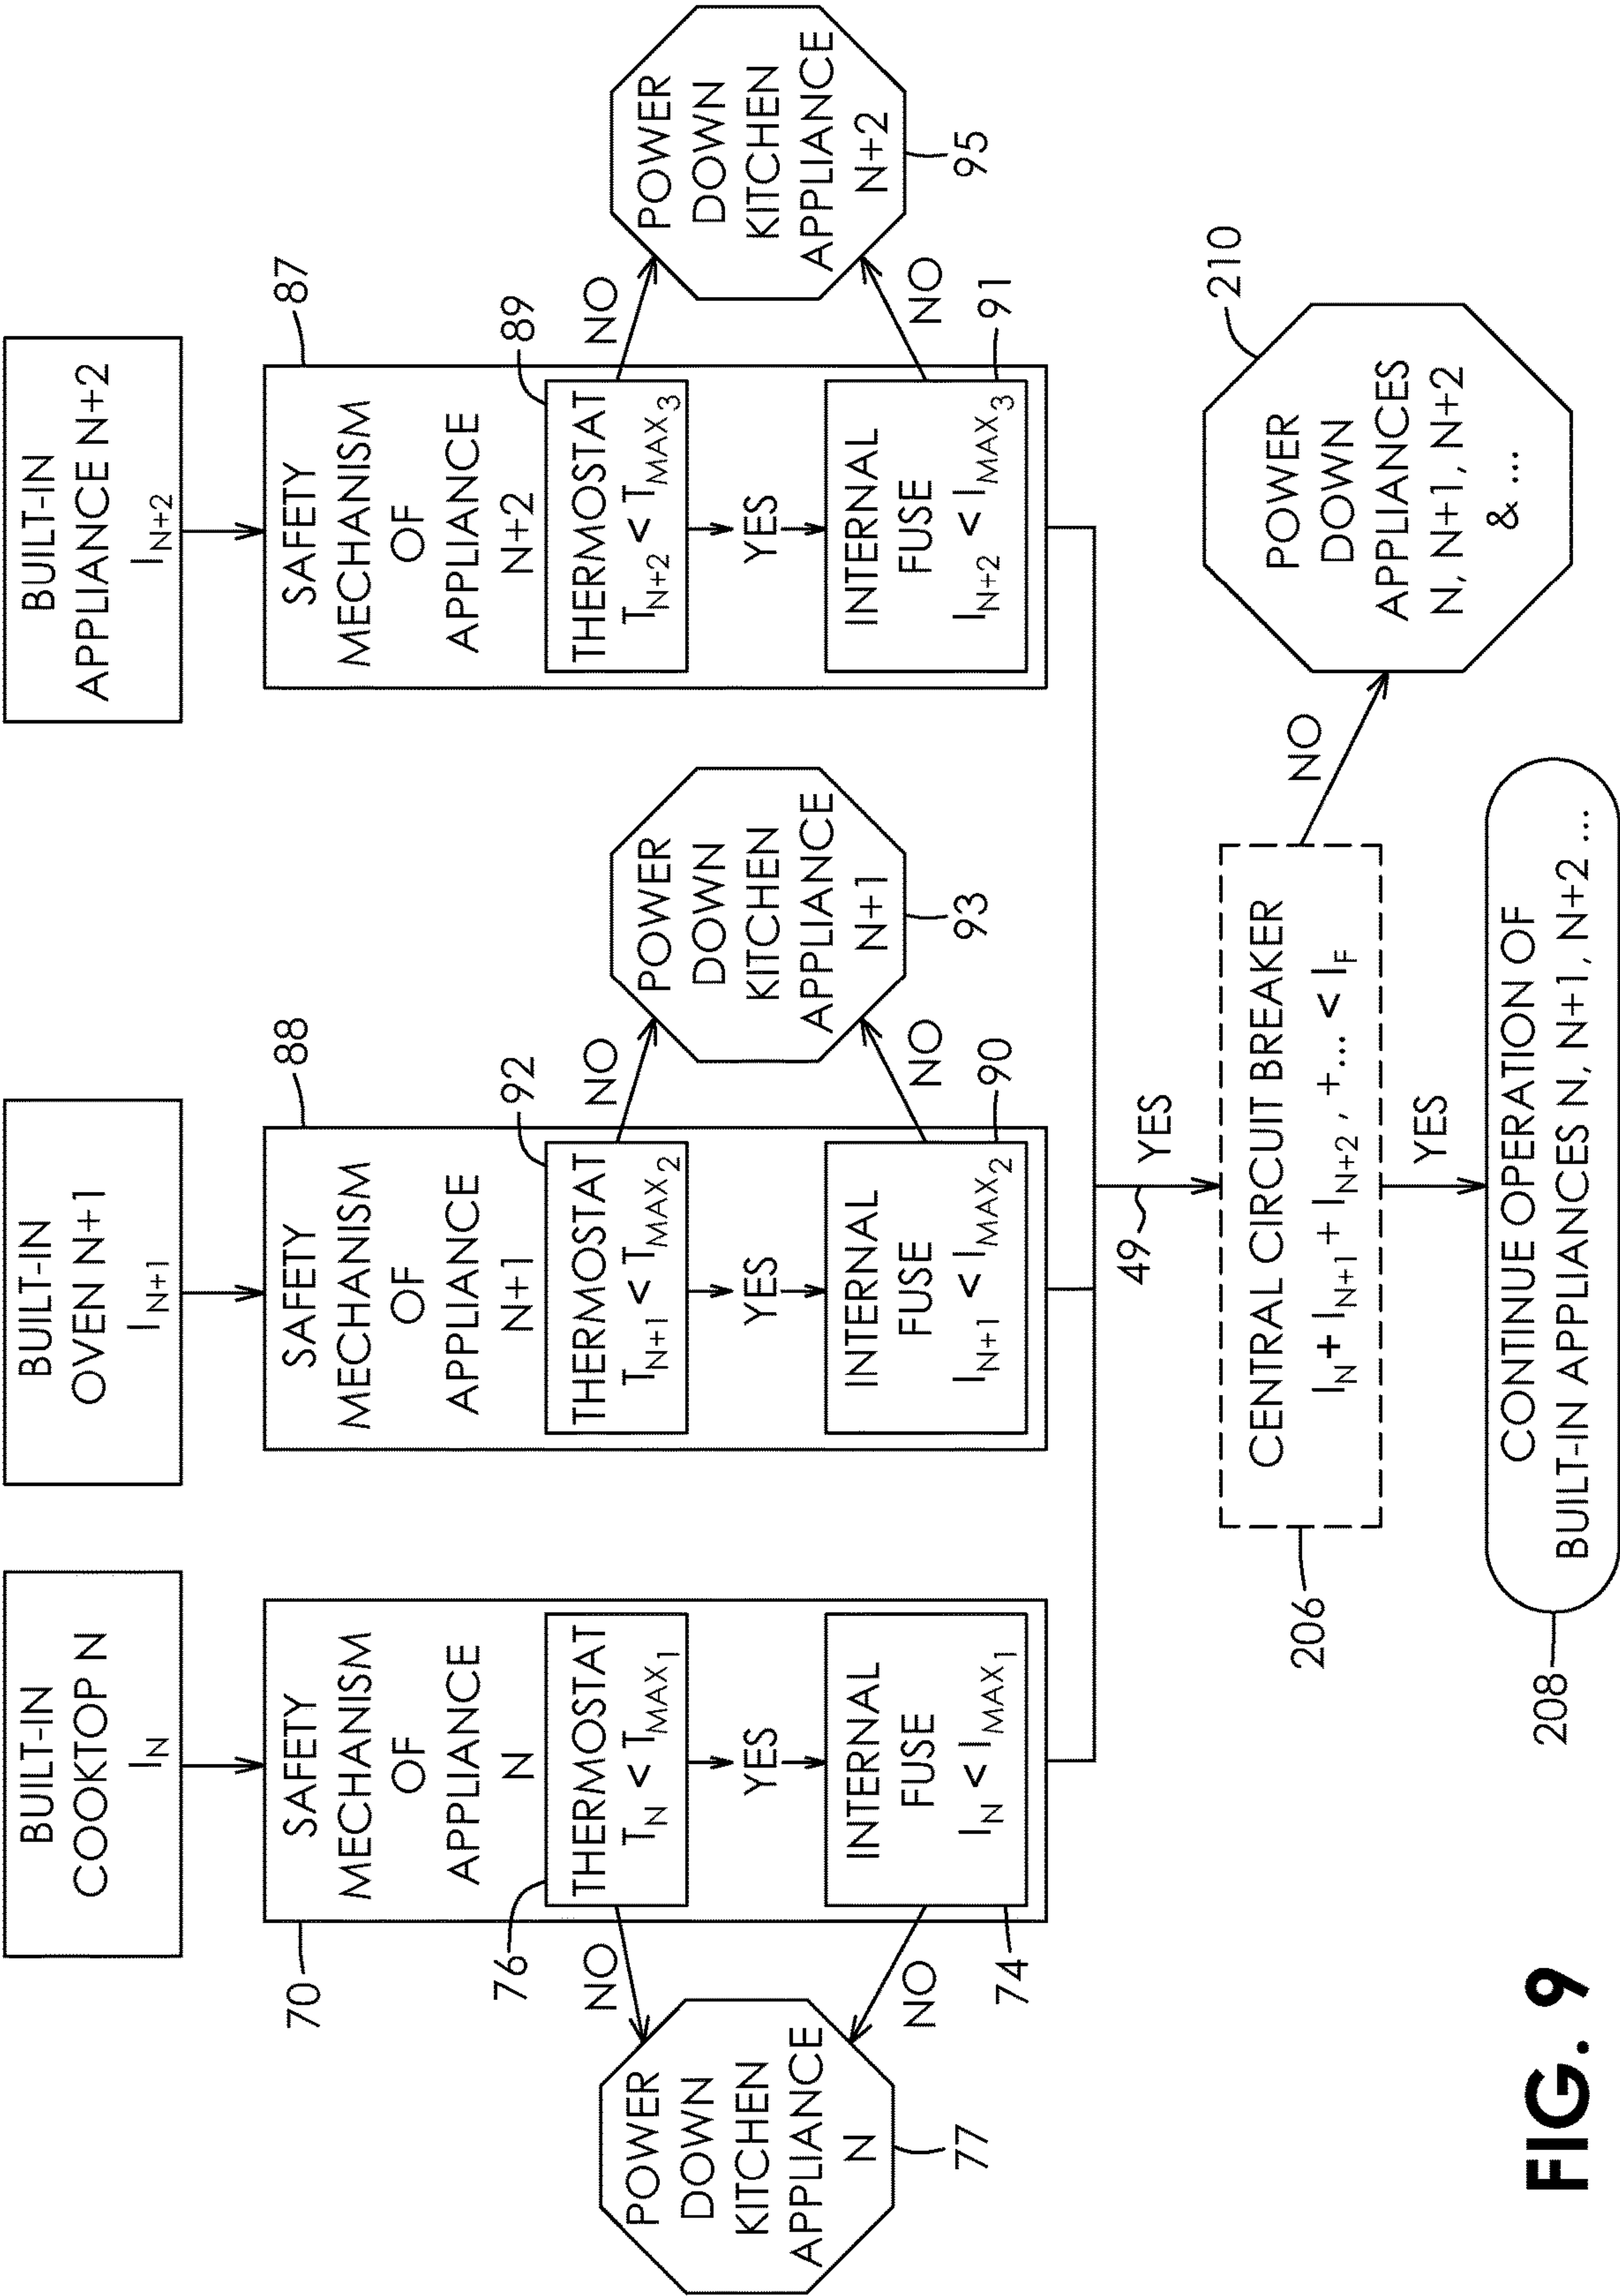 BUILT-IN
COOKTOP N
I_N
70
SAFETY
MECHANISM
OF
APPLIANCE
N
76
THERMOSTAT
T_N < T_MAX_1
NO
YES
INTERNAL
FUSE
I_N < I_MAX_1
NO
74
POWER
DOWN
KITCHEN
APPLIANCE
N
77
BUILT-IN
OVEN N+1
I_N+1
88
SAFETY
MECHANISM
OF
APPLIANCE
N+1
92
THERMOSTAT
T_N+1 < T_MAX_2
NO
YES
INTERNAL
FUSE
I_N+1 < I_MAX_2
NO
90
POWER
DOWN
KITCHEN
APPLIANCE
N+1
93
BUILT-IN
APPLIANCE N+2
I_N+2
87
SAFETY
MECHANISM
OF
APPLIANCE
N+2
89
THERMOSTAT
T_N+2 < T_MAX_3
NO
YES
INTERNAL
FUSE
I_N+2 < I_MAX_3
NO
91
POWER
DOWN
KITCHEN
APPLIANCE
N+2
95
49
YES
CENTRAL CIRCUIT BREAKER
I_N + I_N+1 + I_N+2 , +... < I_F
206
NO
POWER
DOWN
APPLIANCES
N, N+1, N+2
& ...
210
YES
CONTINUE OPERATION OF
BUILT-IN APPLIANCES N, N+1, N+2 ...
208
FIG. 9